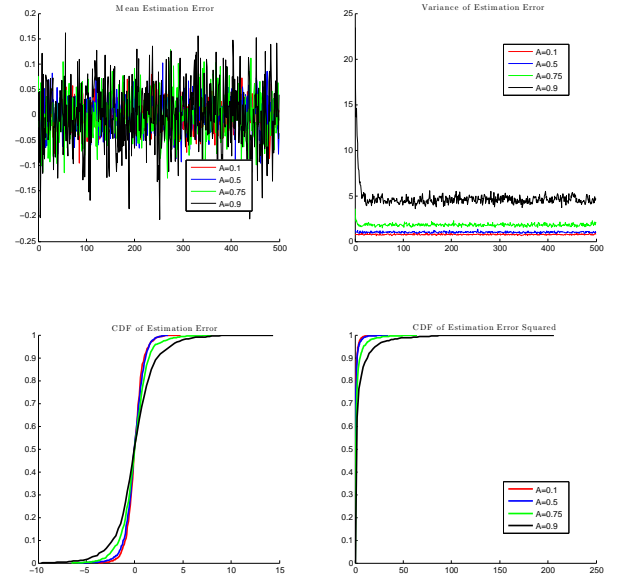 Mean Estimation Error
0.2
0.15
0.1
0.05
0
−0.05
−0.1
−0.15
−0.2
−0.25
0 100 200 300 400 500
A=0.1
A=0.5
A=0.75
A=0.9
Variance of Estimation Error
25
20
15
10
5
0
0 100 200 300 400 500
A=0.1
A=0.5
A=0.75
A=0.9
CDF of Estimation Error
1
0.9
0.8
0.7
0.6
0.5
0.4
0.3
0.2
0.1
0
−10 −5 0 5 10 15
CDF of Estimation Error Squared
1
0.9
0.8
0.7
0.6
0.5
0.4
0.3
0.2
0.1
0
0 50 100 150 200 250
A=0.1
A=0.5
A=0.75
A=0.9